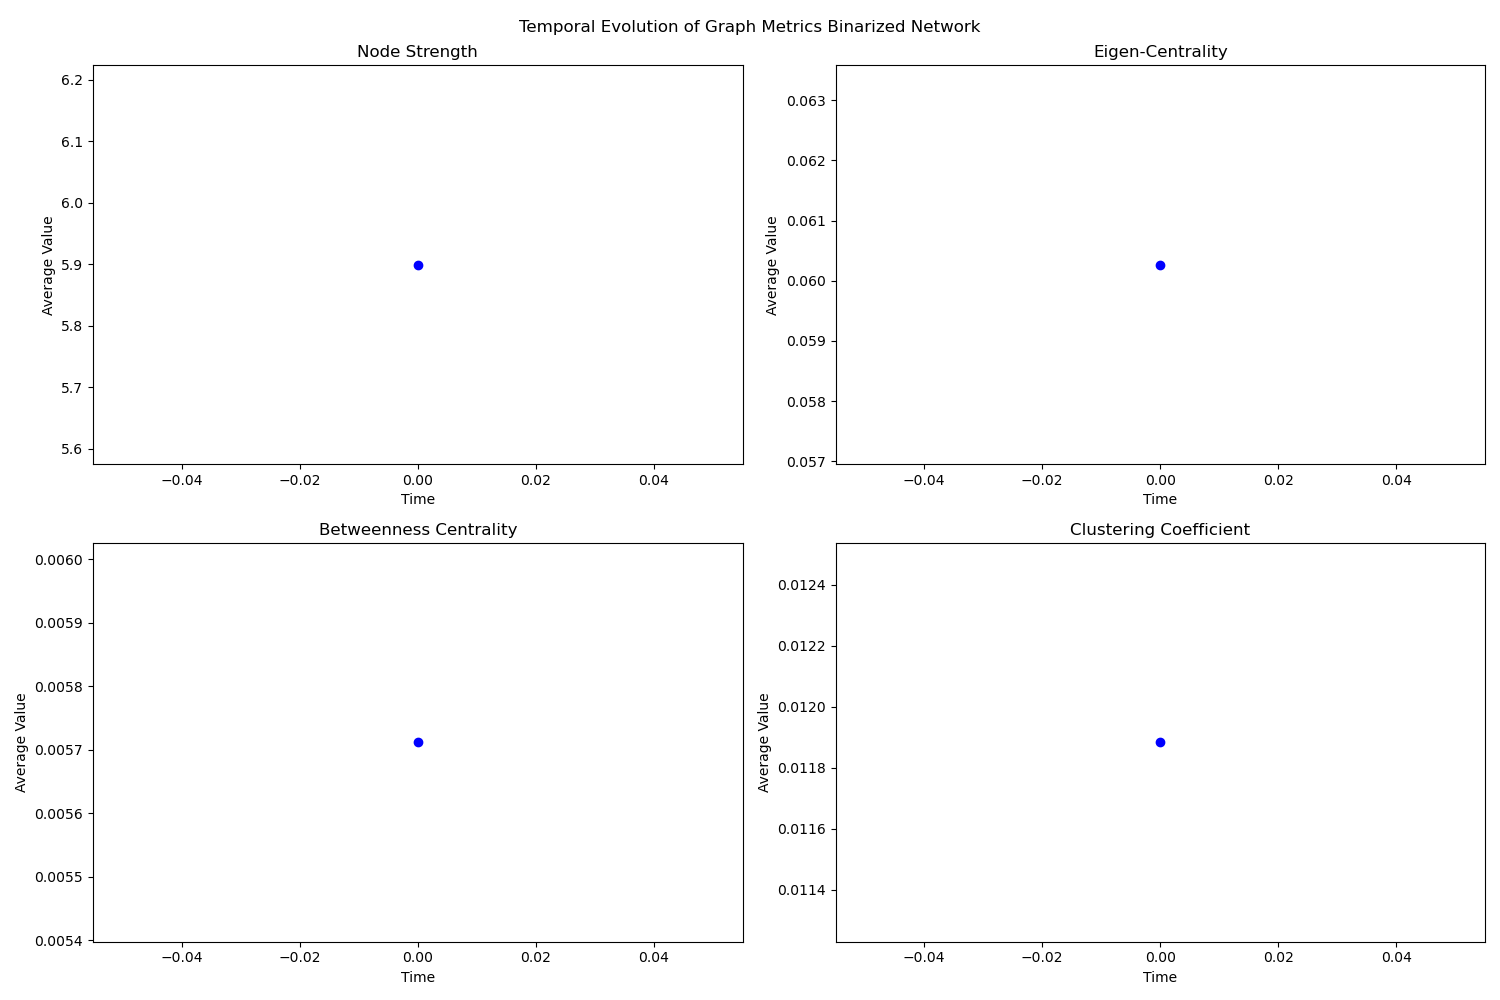 Temporal Evolution of Graph Metrics Binarized Network
Node Strength
6.2
6.1
6.0
5.9
5.8
5.7
5.6
Average Value
−0.04 −0.02 0.00 0.02 0.04
Time
Eigen-Centrality
0.063
0.062
0.061
0.060
0.059
0.058
0.057
Average Value
−0.04 −0.02 0.00 0.02 0.04
Time
Betweenness Centrality
0.0060
0.0059
0.0058
0.0057
0.0056
0.0055
0.0054
Average Value
−0.04 −0.02 0.00 0.02 0.04
Time
Clustering Coefficient
0.0124
0.0122
0.0120
0.0118
0.0116
0.0114
Average Value
−0.04 −0.02 0.00 0.02 0.04
Time